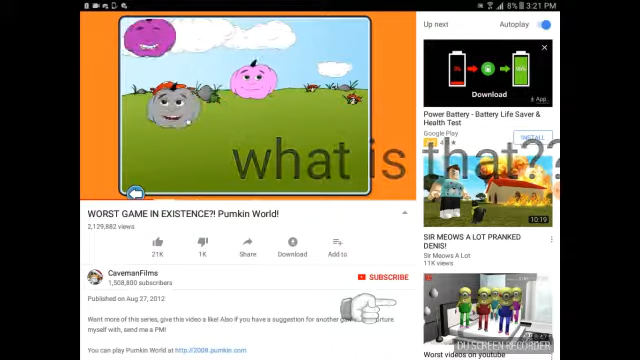 8% 3:21 PM
Up next
Autoplay
what is that??
Download
App
Power Battery - Battery Life Saver & Health Test
Google Play
INSTALL
WORST GAME IN EXISTENCE?! Pumkin World!
2,129,882 views
10:19
SIR MEOWS A LOT PRANKED DENIS!
Sir Meows A Lot
11K views
21K
1K
Share
Download
Add to
CavemanFilms
1,508,800 subscribers
SUBSCRIBE
Published on Aug 27, 2012
Want more of this series, give this video a like! Also if you have a suggestion for another
myself with, send me a PM!
You can play Pumkin World at http://2008.pumkin.com
DU SCREEN RECORDER
Worst videos on youtube